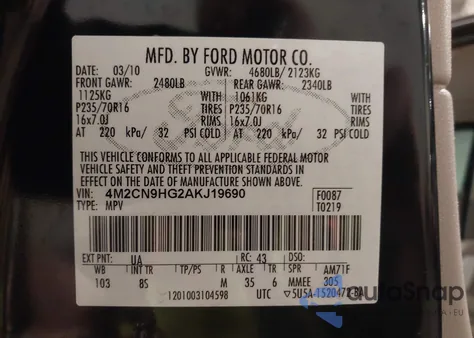 MFD. BY FORD MOTOR CO.
DATE: 03/10 GVWR: 4680LB/ 2123KG
FRONT GAWR: 2480LB REAR GAWR: 2340LB
1125KG WITH 1061KG WITH
P235/70R16 TIRES P235/70R16 TIRES
16x7.0J RIMS 16x7.0J RIMS
AT 220 kPa/ 32 PSI COLD AT 220 kPa/ 32 PSI COLD
THIS VEHICLE CONFORMS TO ALL APPLICABLE FEDERAL MOTOR
VEHICLE SAFETY AND THEFT PREVENTION STANDARDS IN
EFFECT ON THE DATE OF MANUFACTURE SHOWN ABOVE.
VIN: 4M2CN9HG2AKJ19690 F0087
TYPE: MPV T0219
EXT PNT: UA RC: 43 DSO:
WB INT TR TP/PS R AXLE TR SPR AM71F
103 8S M 35 6 MMEE 305
1201003104598 UTC ▽5U5A-1520472-BA
autoSnap